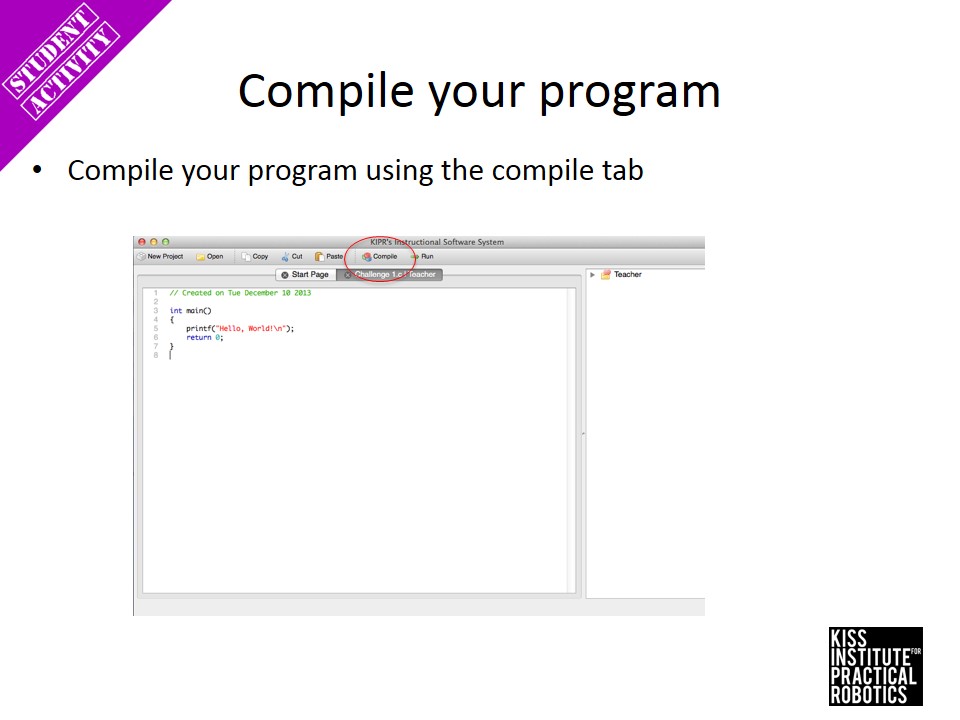 STUDENT
ACTIVITY
Compile your program
• Compile your program using the compile tab
KIPR's Instructional Software System
New Project Open Copy Cut Paste Compile Run
Start Page Challenge 1.c Teacher
Teacher
1 // Created on Tue December 10 2013
2
3 int main()
4 {
5 printf("Hello, World!\n");
6 return 0;
7 }
8
KISS
INSTITUTE FOR
PRACTICAL
ROBOTICS